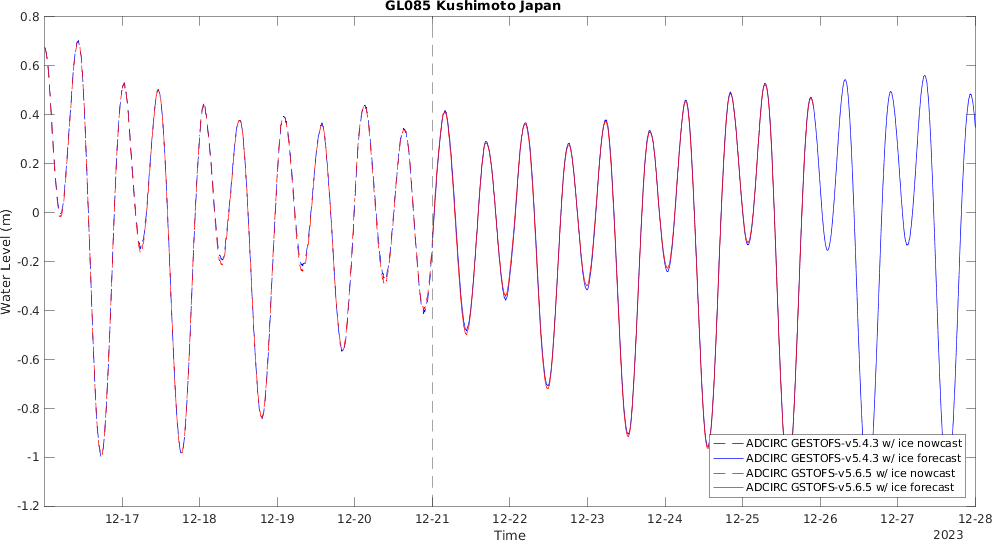 GL085 Kushimoto Japan
0.8
0.6
0.4
0.2
0
-0.2
-0.4
-0.6
-0.8
-1
-1.2
Water Level (m)
ADCIRC GESTOFS-v5.4.3 w/ ice nowcast
ADCIRC GESTOFS-v5.4.3 w/ ice forecast
ADCIRC GSTOFS-v5.6.5 w/ ice nowcast
ADCIRC GSTOFS-v5.6.5 w/ ice forecast
12-17 12-18 12-19 12-20 12-21 12-22 12-23 12-24 12-25 12-26 12-27 12-28
Time
2023